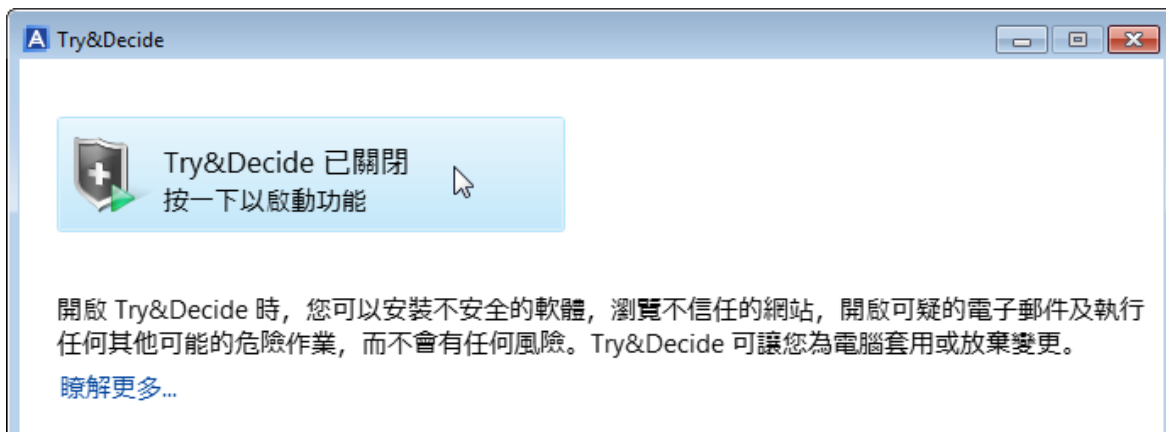 Try&Decide
Try&Decide 已關閉
按一下以啟動功能
開啟 Try&Decide 時，您可以安裝不安全的軟體，瀏覽不信任的網站，開啟可疑的電子郵件及執行
任何其他可能的危險作業，而不會有任何風險。Try&Decide 可讓您為電腦套用或放棄變更。
瞭解更多...